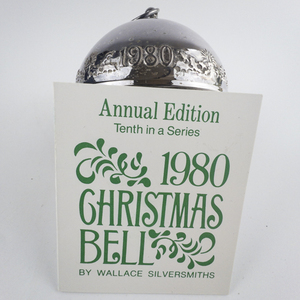 1980
Annual Edition
Tenth in a Series
1980
CHRISTMAS
BELL
BY WALLACE SILVERSMITHS